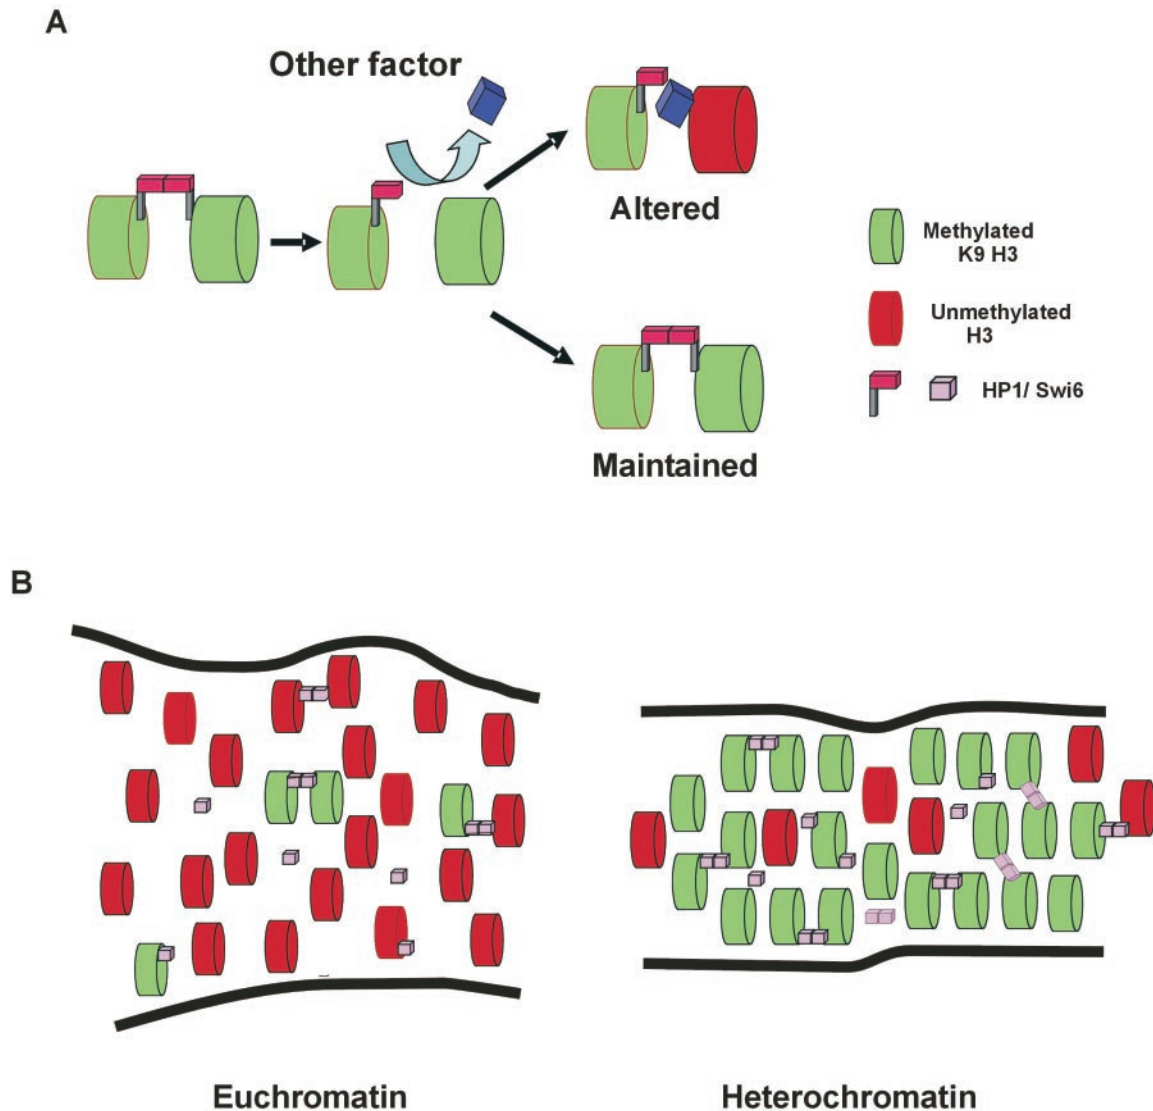 A
Other factor
Altered
Methylated
K9 H3
Unmethylated
H3
HP1/ Swi6
Maintained
B
Euchromatin
Heterochromatin